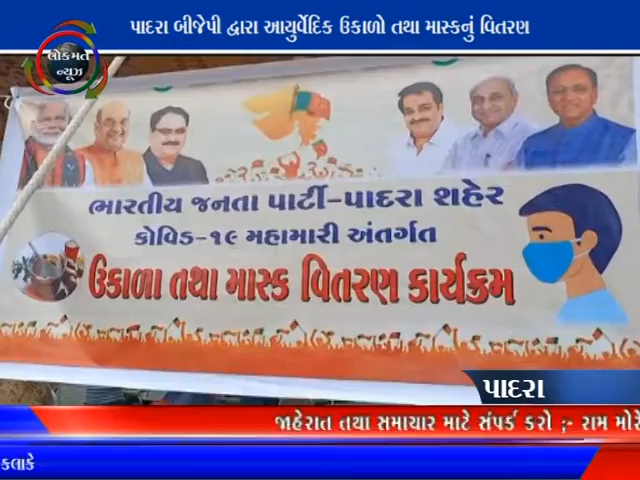 પાદરા બીજેપી દ્વારા આયુર્વેદિક ઉકાળો તથા માસ્કનું વિતરણ
લોકમત
ન્યૂઝ
ભારતીય જનતા પાર્ટી-પાદરા શહેર
કોવિડ-૧૯ મહામારી અંતર્ગત
ઉકાળા તથા માસ્ક વિતરણ કાર્યક્રમ
પાદરા
જાહેરાત તથા સમાચાર માટે સંપર્ક કરો ;- રામ મોરે
કલાકે